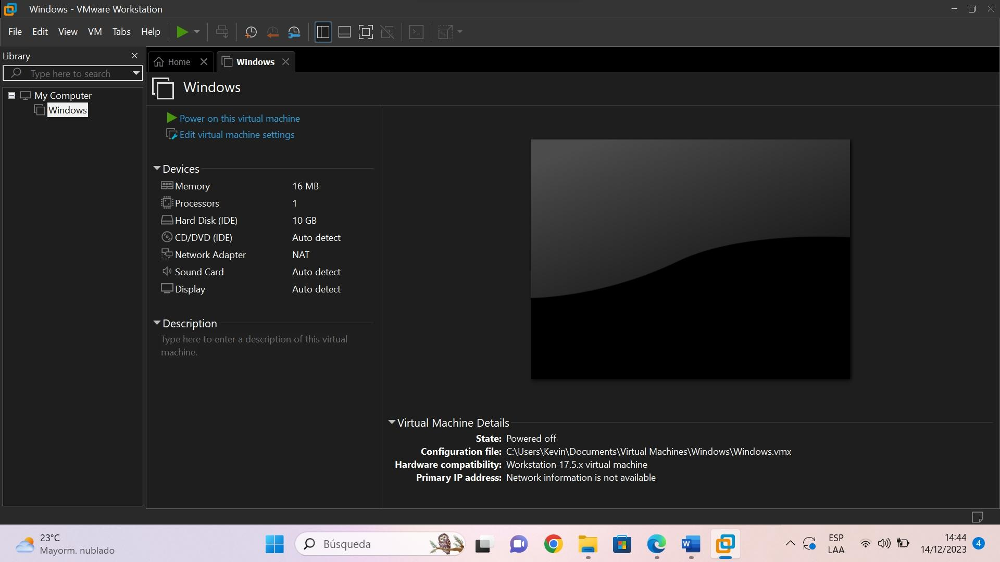 Windows - VMware Workstation
File Edit View VM Tabs Help
Library
Type here to search
My Computer
Windows
Home
Windows
Windows
Power on this virtual machine
Edit virtual machine settings
Devices
Memory 16 MB
Processors 1
Hard Disk (IDE) 10 GB
CD/DVD (IDE) Auto detect
Network Adapter NAT
Sound Card Auto detect
Display Auto detect
Description
Type here to enter a description of this virtual
machine.
Virtual Machine Details
State: Powered off
Configuration file: C:\Users\Kevin\Documents\Virtual Machines\Windows\Windows.vmx
Hardware compatibility: Workstation 17.5.x virtual machine
Primary IP address: Network information is not available
23°C
Mayorm. nublado
Búsqueda
W
ESP
LAA
14:44
14/12/2023
4